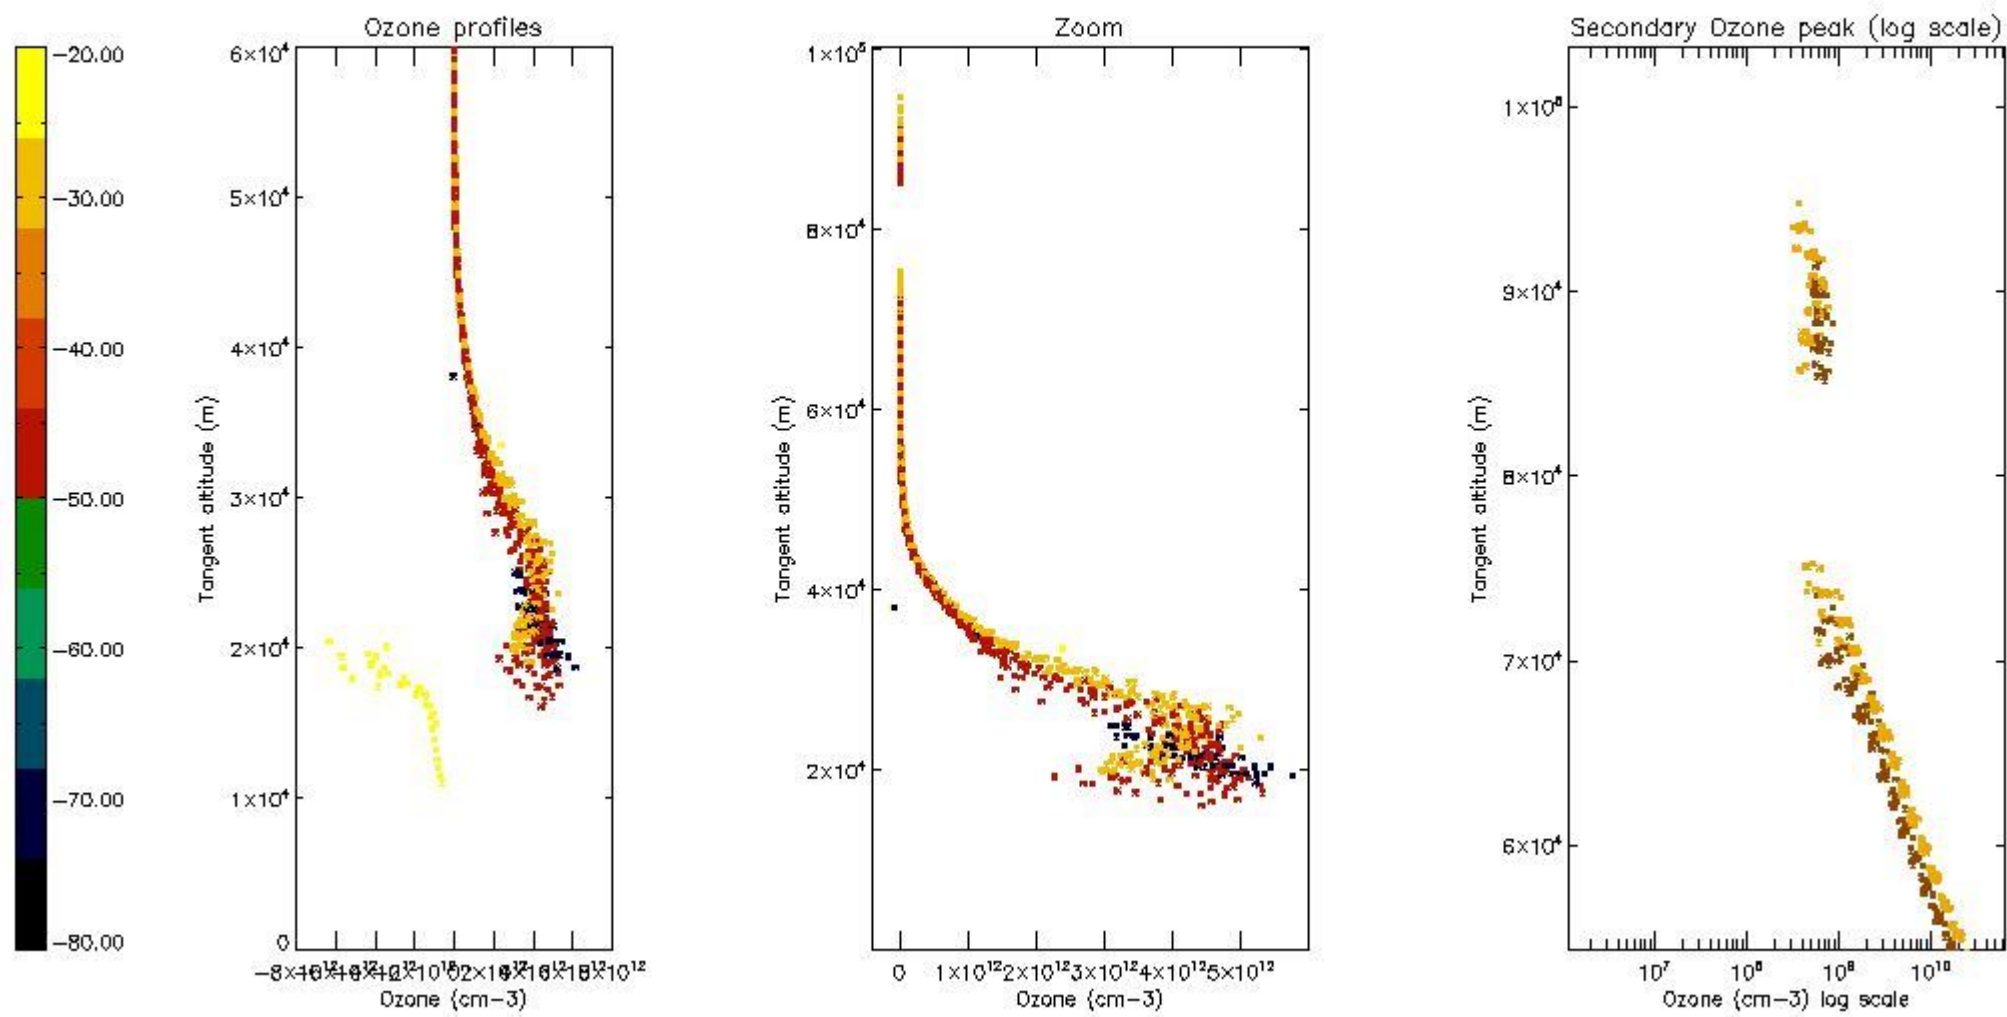 Ozone profiles
Zoom
Secondary Ozone peak (log scale)
-20.00
-30.00
-40.00
-50.00
-60.00
-70.00
-80.00
6×10⁴
5×10⁴
4×10⁴
3×10⁴
2×10⁴
1×10⁴
0
Tangent altitude (m)
Ozone (cm-3)
1×10⁵
8×10⁴
6×10⁴
4×10⁴
2×10⁴
Tangent altitude (m)
0 1×10¹² 2×10¹² 3×10¹² 4×10¹² 5×10¹²
Ozone (cm-3)
9×10⁴
8×10⁴
7×10⁴
6×10⁴
Tangent altitude (m)
10⁷ 10⁸ 10⁹ 10¹⁰
Ozone (cm-3) log scale